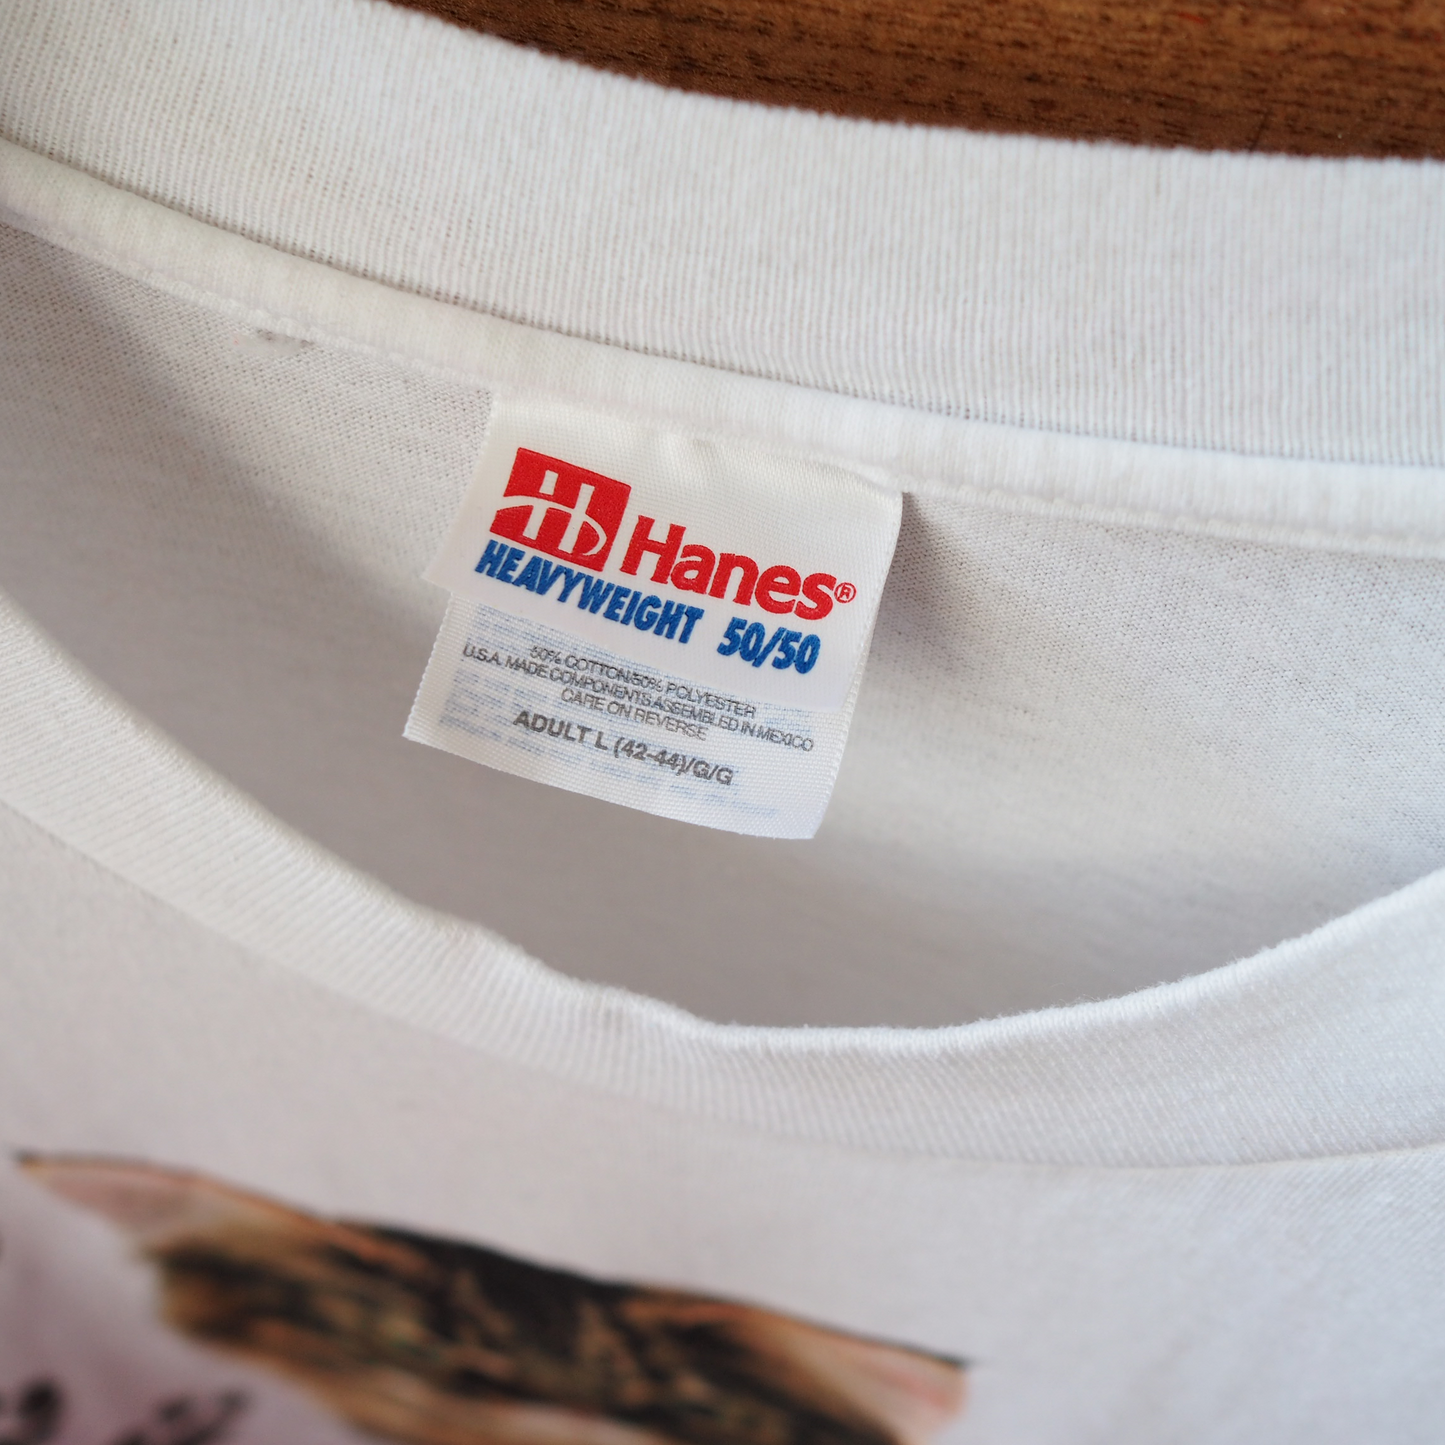 Hanes®
HEAVYWEIGHT 50/50
50% COTTON 50% POLYESTER
U.S.A. MADE COMPONENTS ASSEMBLED IN MEXICO
CARE ON REVERSE
ADULT L (42-44)/G/G